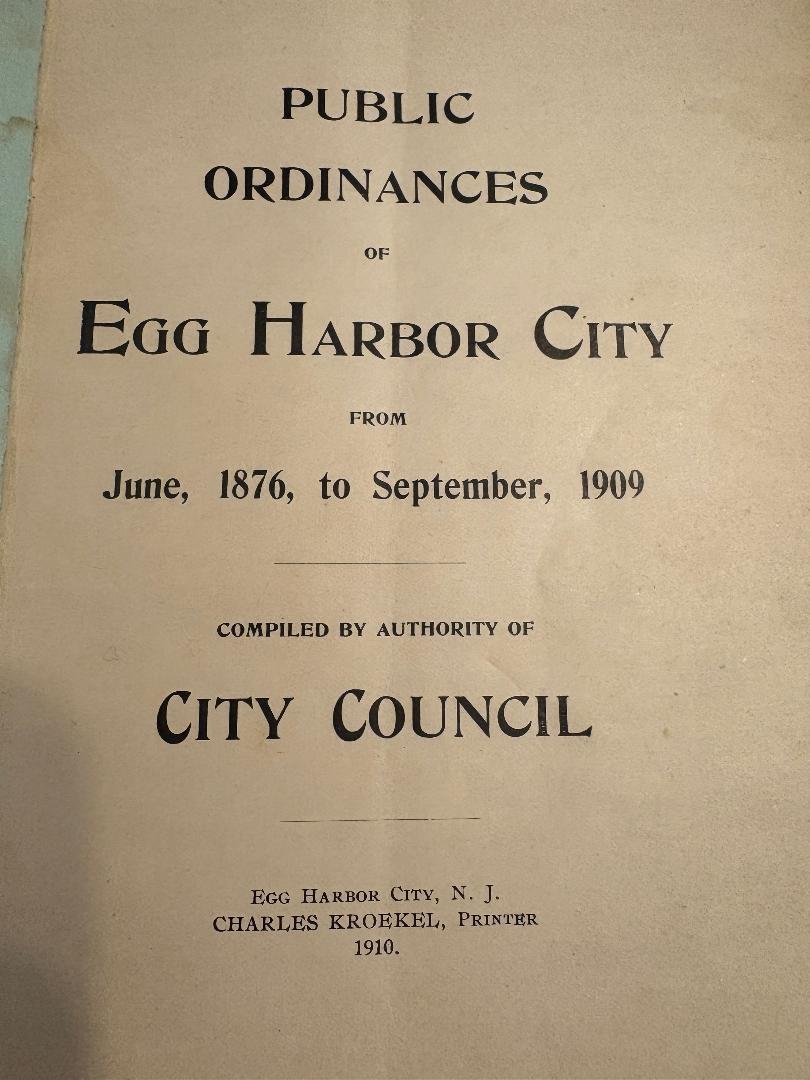 PUBLIC
ORDINANCES
OF
EGG HARBOR CITY
FROM
June, 1876, to September, 1909
COMPILED BY AUTHORITY OF
CITY COUNCIL
EGG HARBOR CITY, N. J.
CHARLES KROEKEL, PRINTER
1910.